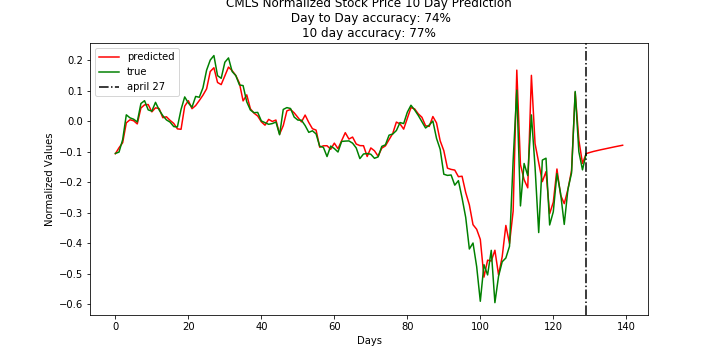 CMLS Normalized Stock Price 10 Day Prediction
Day to Day accuracy: 74%
10 day accuracy: 77%
predicted
true
april 27
Normalized Values
0.2
0.1
0.0
−0.1
−0.2
−0.3
−0.4
−0.5
−0.6
0
20
40
60
80
100
120
140
Days